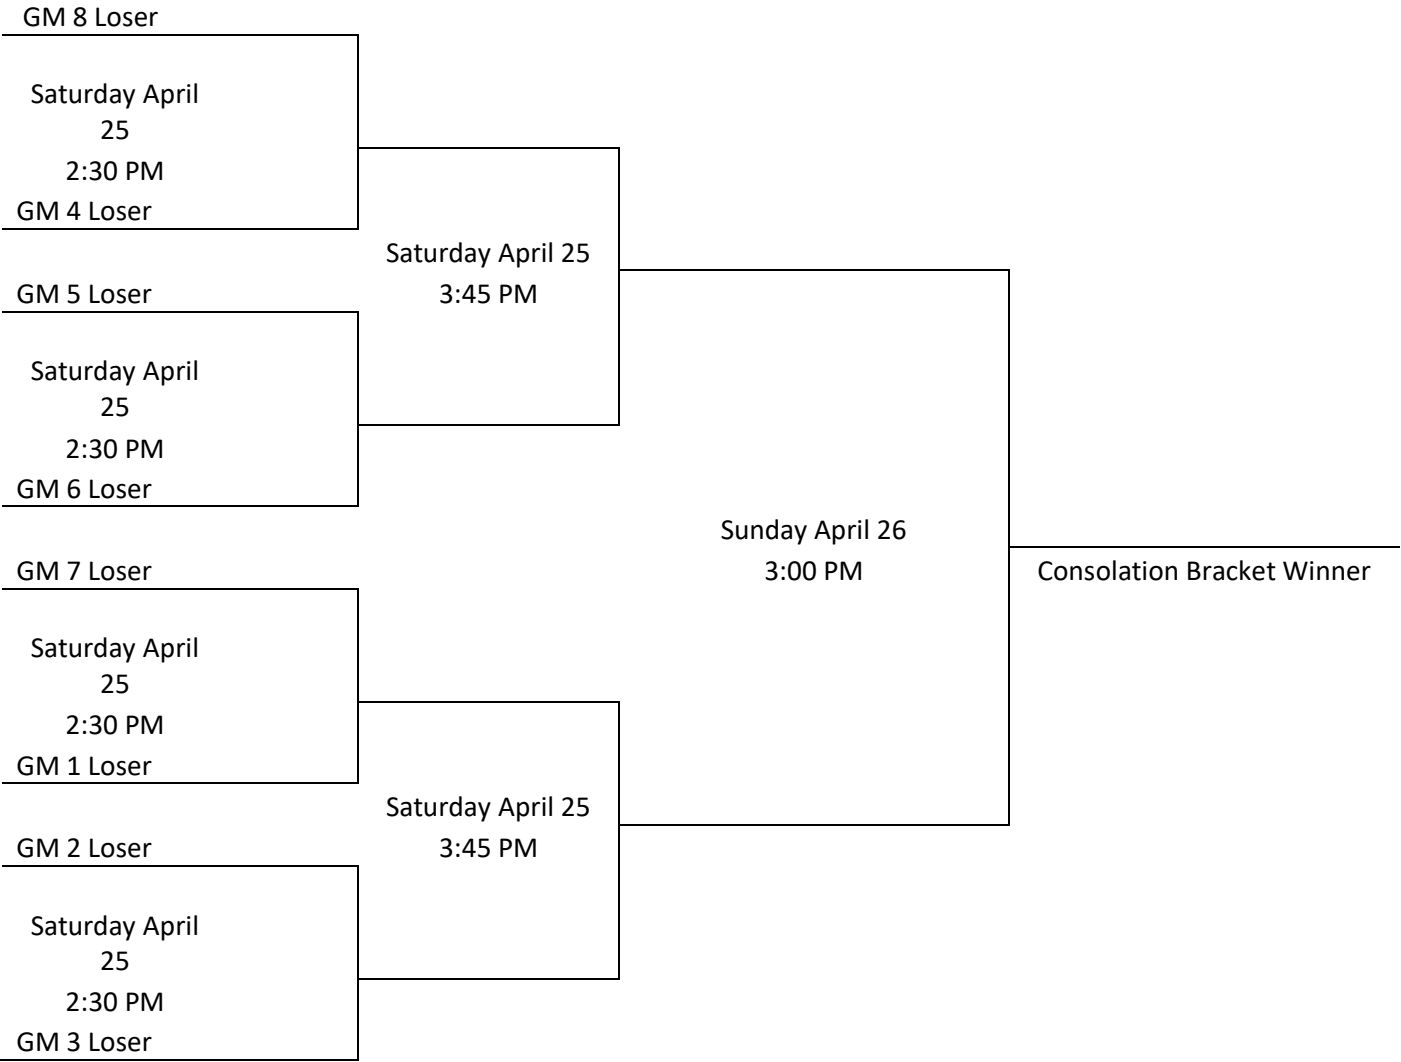 GM 8 Loser
Saturday April
25
2:30 PM
GM 4 Loser
Saturday April 25
3:45 PM
GM 5 Loser
Saturday April
25
2:30 PM
GM 6 Loser
Sunday April 26
3:00 PM
Consolation Bracket Winner
GM 7 Loser
Saturday April
25
2:30 PM
GM 1 Loser
Saturday April 25
3:45 PM
GM 2 Loser
Saturday April
25
2:30 PM
GM 3 Loser